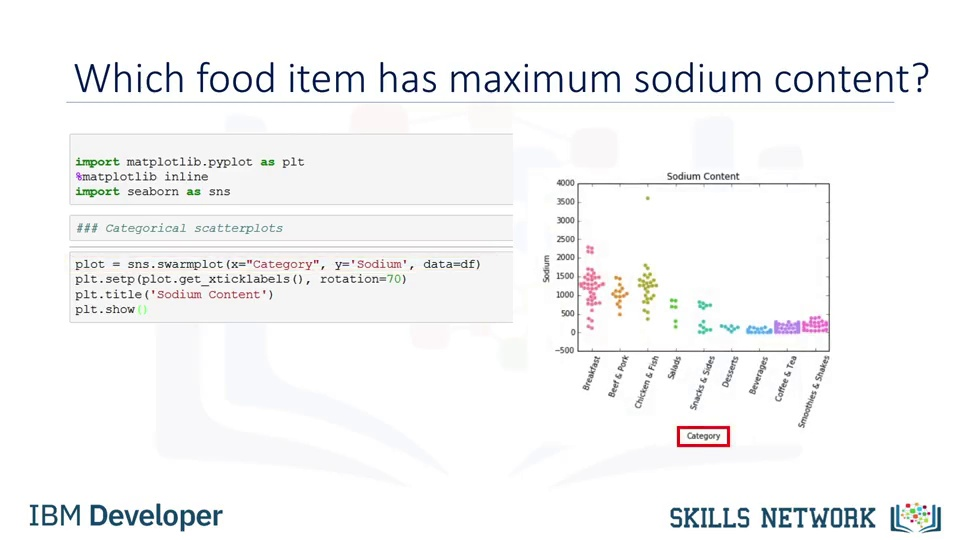 Which food item has maximum sodium content?
import matplotlib.pyplot as plt
%matplotlib inline
import seaborn as sns
### Categorical scatterplots
plot = sns.swarmplot(x="Category", y='Sodium', data=df)
plt.setp(plot.get_xticklabels(), rotation=70)
plt.title('Sodium Content')
plt.show()
Sodium Content
4000
3500
3000
2500
2000
1500
1000
500
0
−500
Sodium
Breakfast
Beef & Pork
Chicken & Fish
Salads
Snacks & Sides
Desserts
Beverages
Coffee & Tea
Smoothies & Shakes
Category
IBM Developer
SKILLS NETWORK